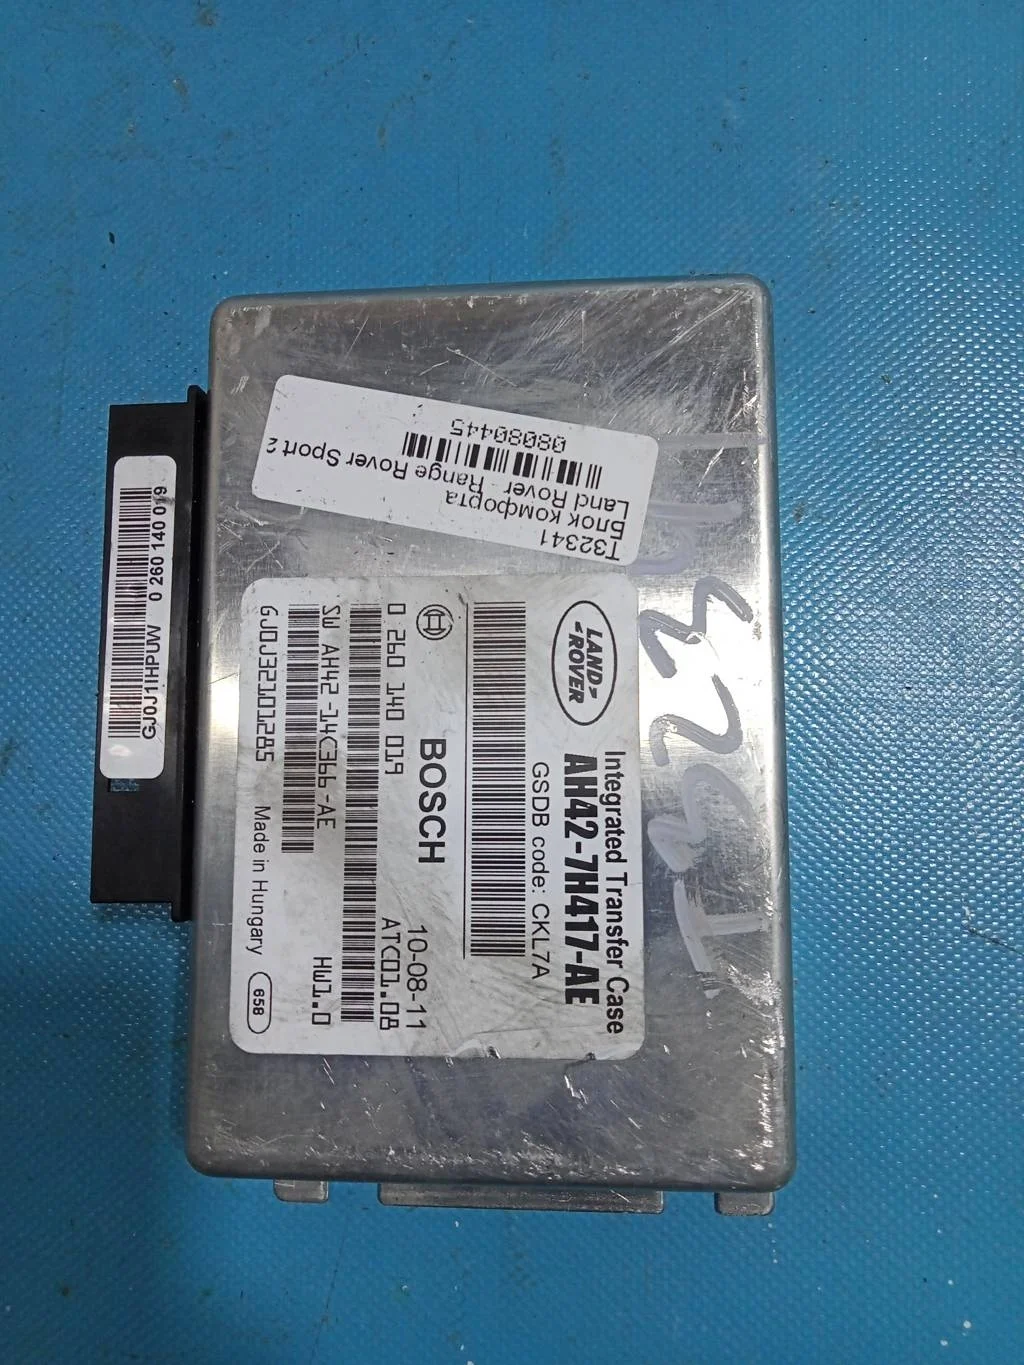 LAND-
-ROVER
Integrated Transfer Case
AH42-7H417-AE
GSDB code: CKL7A
BOSCH
10-08-11
0 260 140 019
ATC01.08
SW AH42-14C366-AE
HW1.0
GJ0J32101285
Made in Hungary
658
T32341
Блок комфорта
Land Rover - Range Rover Sport 2
08080445
GJ0J1HPUW 0 260 140 019